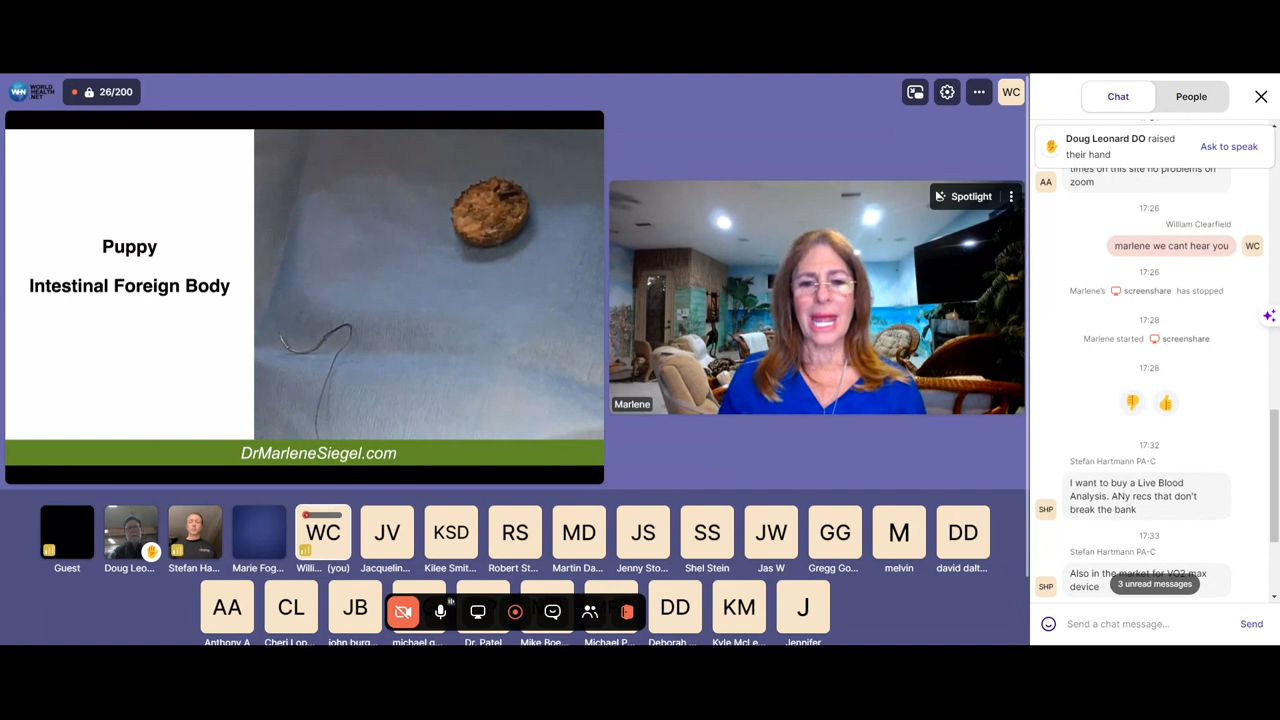 WORLD
HEALTH
.NET
26/200
WC
Puppy
Intestinal Foreign Body
DrMarleneSiegel.com
Spotlight
Marlene
Guest
Doug Leo...
Stefan Ha...
Marie Fog...
WC
Willi... (you)
JV
Jacquelin...
KSD
Kilee Smit...
RS
Robert St...
MD
Martin Da...
JS
Jenny Sto...
SS
Shel Stein
JW
Jas W
GG
Gregg Go...
M
melvin
DD
david dalt...
AA
Anthony A
CL
Cheri Lop...
JB
john burg...
michael g...
Dr. Patel
Mike Boe...
Michael P...
DD
Deborah ...
KM
Kyle McLe...
J
Jennifer
Chat
People
Doug Leonard DO raised
their hand
Ask to speak
times on this site no problems on
zoom
AA
17:26
William Clearfield
marlene we cant hear you
WC
17:26
Marlene's screenshare has stopped
17:28
Marlene started screenshare
17:28
17:32
Stefan Hartmann PA-C
I want to buy a Live Blood
Analysis. ANy recs that don't
break the bank
SHP
17:33
Stefan Hartmann PA-C
Also in the market for VO2 max
device
SHP
3 unread messages
Send a chat message...
Send